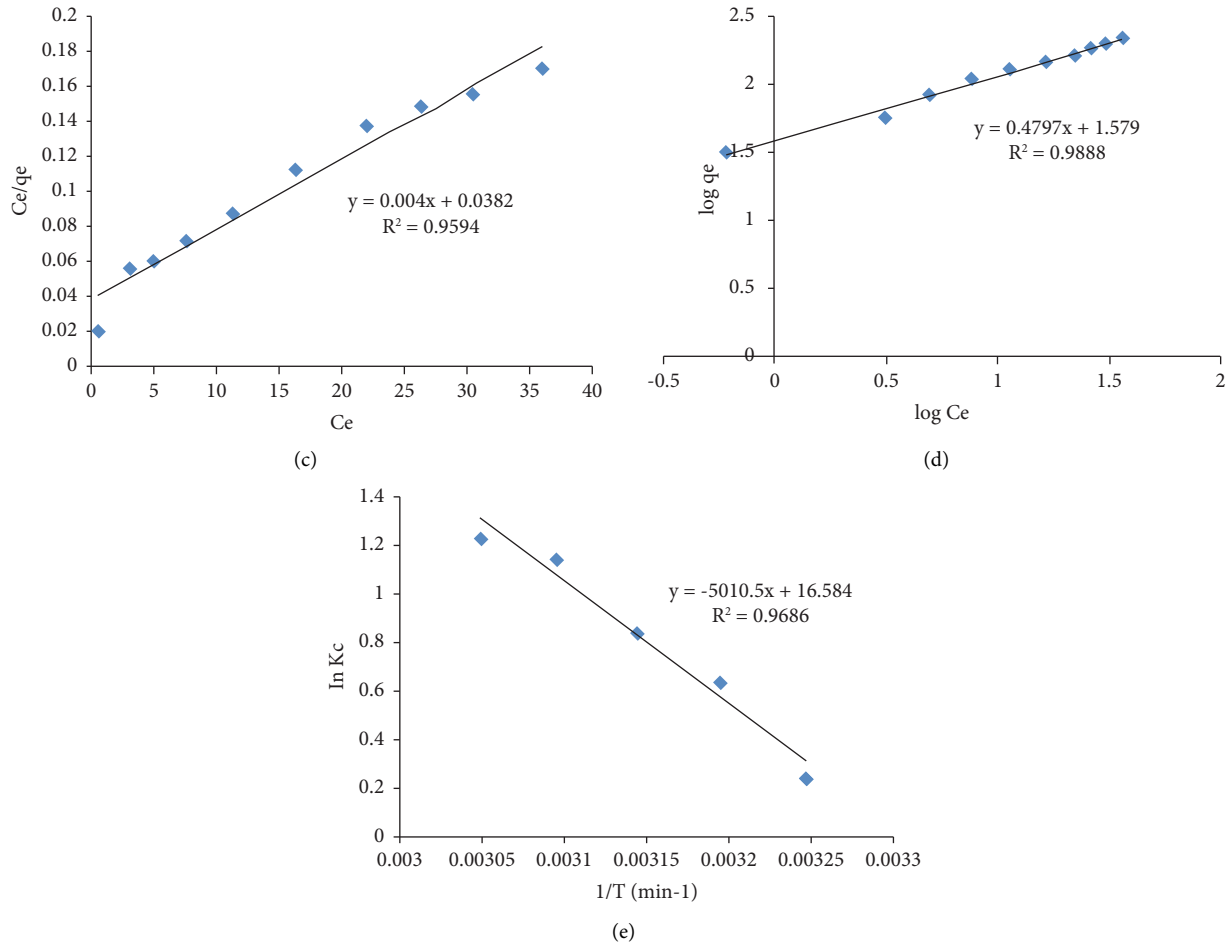 0.2
0.18
0.16
0.14
0.12
0.1
0.08
0.06
0.04
0.02
0
Ce/qe
y = 0.004x + 0.0382
R² = 0.9594
0 5 10 15 20 25 30 35 40
Ce
(c)
2.5
2
1.5
1
0.5
0
log qe
y = 0.4797x + 1.579
R² = 0.9888
-0.5 0 0.5 1 1.5 2
log Ce
(d)
1.4
1.2
1
0.8
0.6
0.4
0.2
0
In Kc
y = -5010.5x + 16.584
R² = 0.9686
0.003 0.00305 0.0031 0.00315 0.0032 0.00325 0.0033
1/T (min-1)
(e)